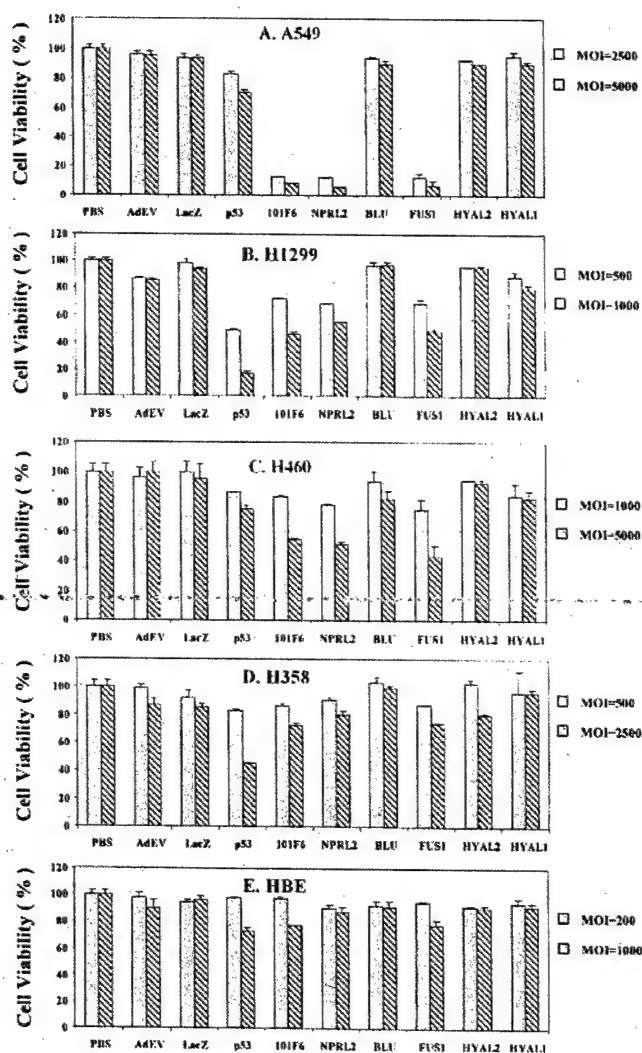 A. A549
Cell Viability ( % )
120
100
80
60
40
20
0
PBS AdEV LacZ p53 101F6 NPRL2 BLU FUS1 HYAL2 HYAL1
MOI=2500
MOI=5000
B. H1299
Cell Viability ( % )
120
100
80
60
40
20
0
PBS AdEV LacZ p53 101F6 NPRL2 BLU FUS1 HYAL2 HYAL1
MOI=500
MOI=1000
C. H460
Cell Viability ( % )
120
100
80
60
40
20
0
PBS AdEV LacZ p53 101F6 NPRL2 BLU FUS1 HYAL2 HYAL1
MOI=1000
MOI=5000
D. H358
Cell Viability ( % )
120
100
80
60
40
20
0
PBS AdEV LacZ p53 101F6 NPRL2 BLU FUS1 HYAL2 HYAL1
MOI=500
MOI=2500
E. HBE
Cell Viability ( % )
120
100
80
60
40
20
0
PBS AdEV LacZ p53 101F6 NPRL2 BLU FUS1 HYAL2 HYAL1
MOI=200
MOI=1000